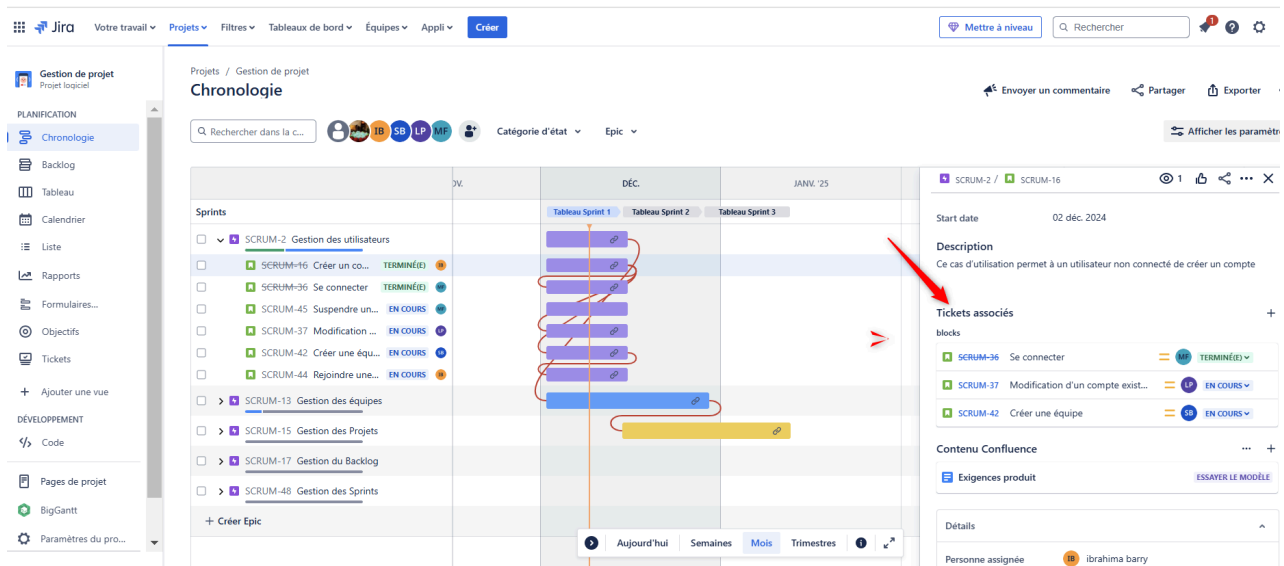 Jira Votre travail Projets Filtres Tableaux de bord Équipes Appli Créer Mettre à niveau Rechercher 1
Gestion de projet
Projet logiciel
PLANIFICATION
Chronologie
Backlog
Tableau
Calendrier
Liste
Rapports
Formulaires...
Objectifs
Tickets
Ajouter une vue
DÉVELOPPEMENT
Code
Pages de projet
BigGantt
Paramètres du pro...
Projets / Gestion de projet
Chronologie
Envoyer un commentaire Partager Exporter
Rechercher dans la c... IB SB LP MF Catégorie d'état Epic
Afficher les paramètre
DÉC. JANV. '25
Sprints Tableau Sprint 1 Tableau Sprint 2 Tableau Sprint 3
SCRUM-2 Gestion des utilisateurs
SCRUM-16 Créer un co... TERMINÉ(E) IB
SCRUM-36 Se connecter TERMINÉ(E) MF
SCRUM-45 Suspendre un... EN COURS MF
SCRUM-37 Modification ... EN COURS LP
SCRUM-42 Créer une équ... EN COURS SB
SCRUM-44 Rejoindre une... EN COURS IB
SCRUM-13 Gestion des équipes
SCRUM-15 Gestion des Projets
SCRUM-17 Gestion du Backlog
SCRUM-48 Gestion des Sprints
+ Créer Epic
Aujourd'hui Semaines Mois Trimestres
SCRUM-2 / SCRUM-16 1
Start date 02 déc. 2024
Description
Ce cas d'utilisation permet à un utilisateur non connecté de créer un compte
Tickets associés
blocks
SCRUM-36 Se connecter MF TERMINÉ(E)
SCRUM-37 Modification d'un compte exist... LP EN COURS
SCRUM-42 Créer une équipe SB EN COURS
Contenu Confluence
Exigences produit ESSAYER LE MODÈLE
Détails
Personne assignée IB ibrahima barry